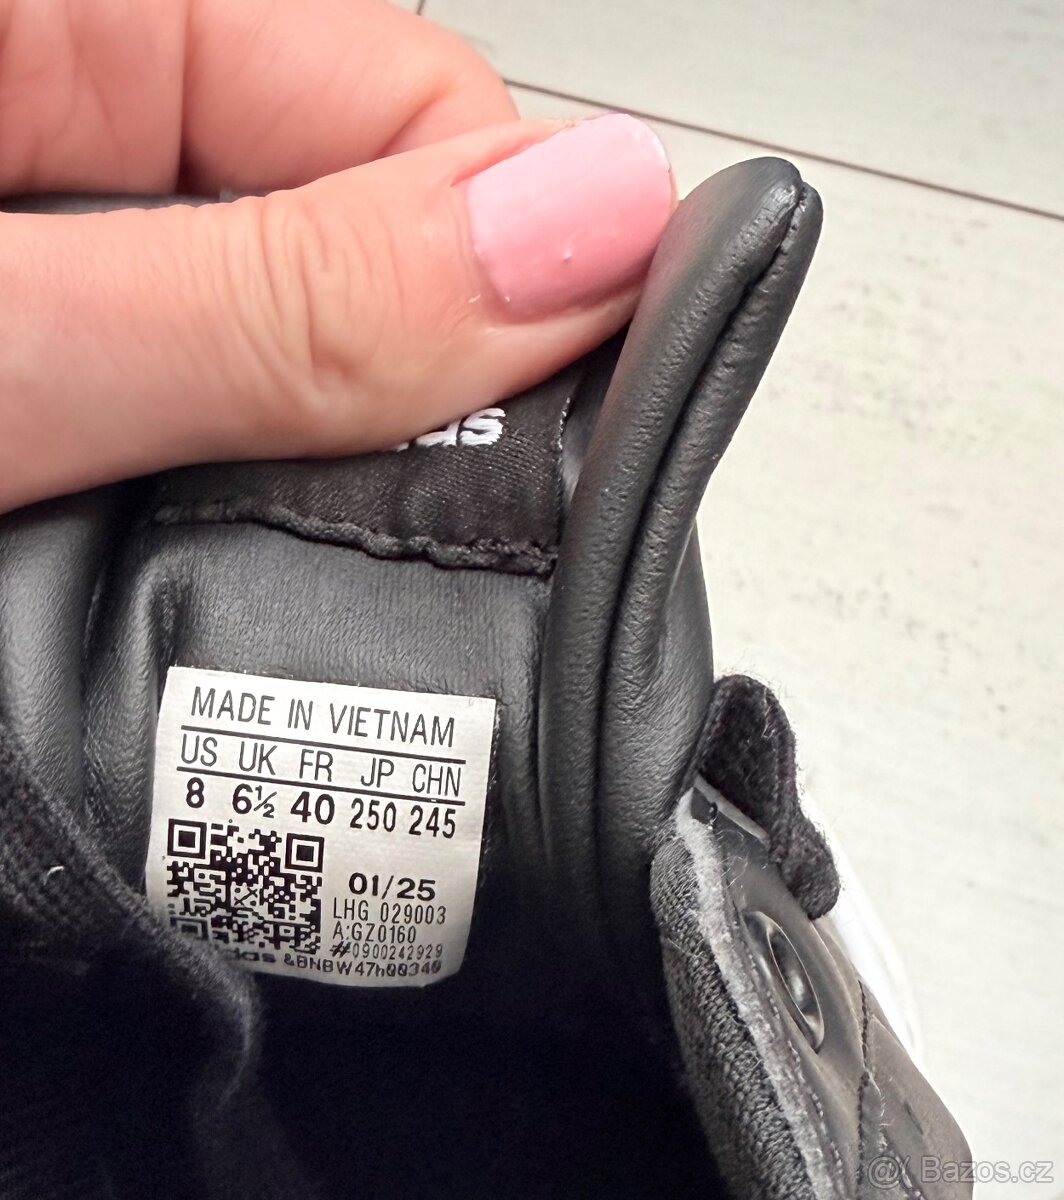 MADE IN VIETNAM
US UK FR JP CHN
8 6½ 40 250 245
01/25
LHG 029003
A:GZ0160
#0900242929
&BNBW47h00340
Bazos.cz